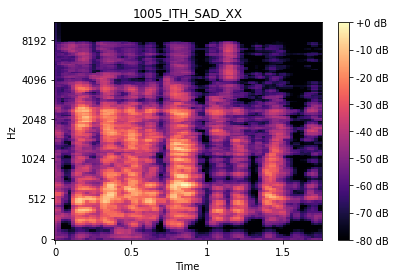 1005_ITH_SAD_XX
+0 dB
8192
-10 dB
4096
-20 dB
-30 dB
2048
Hz
-40 dB
1024
-50 dB
512
-60 dB
-70 dB
0
-80 dB
0
0.5
1
1.5
Time